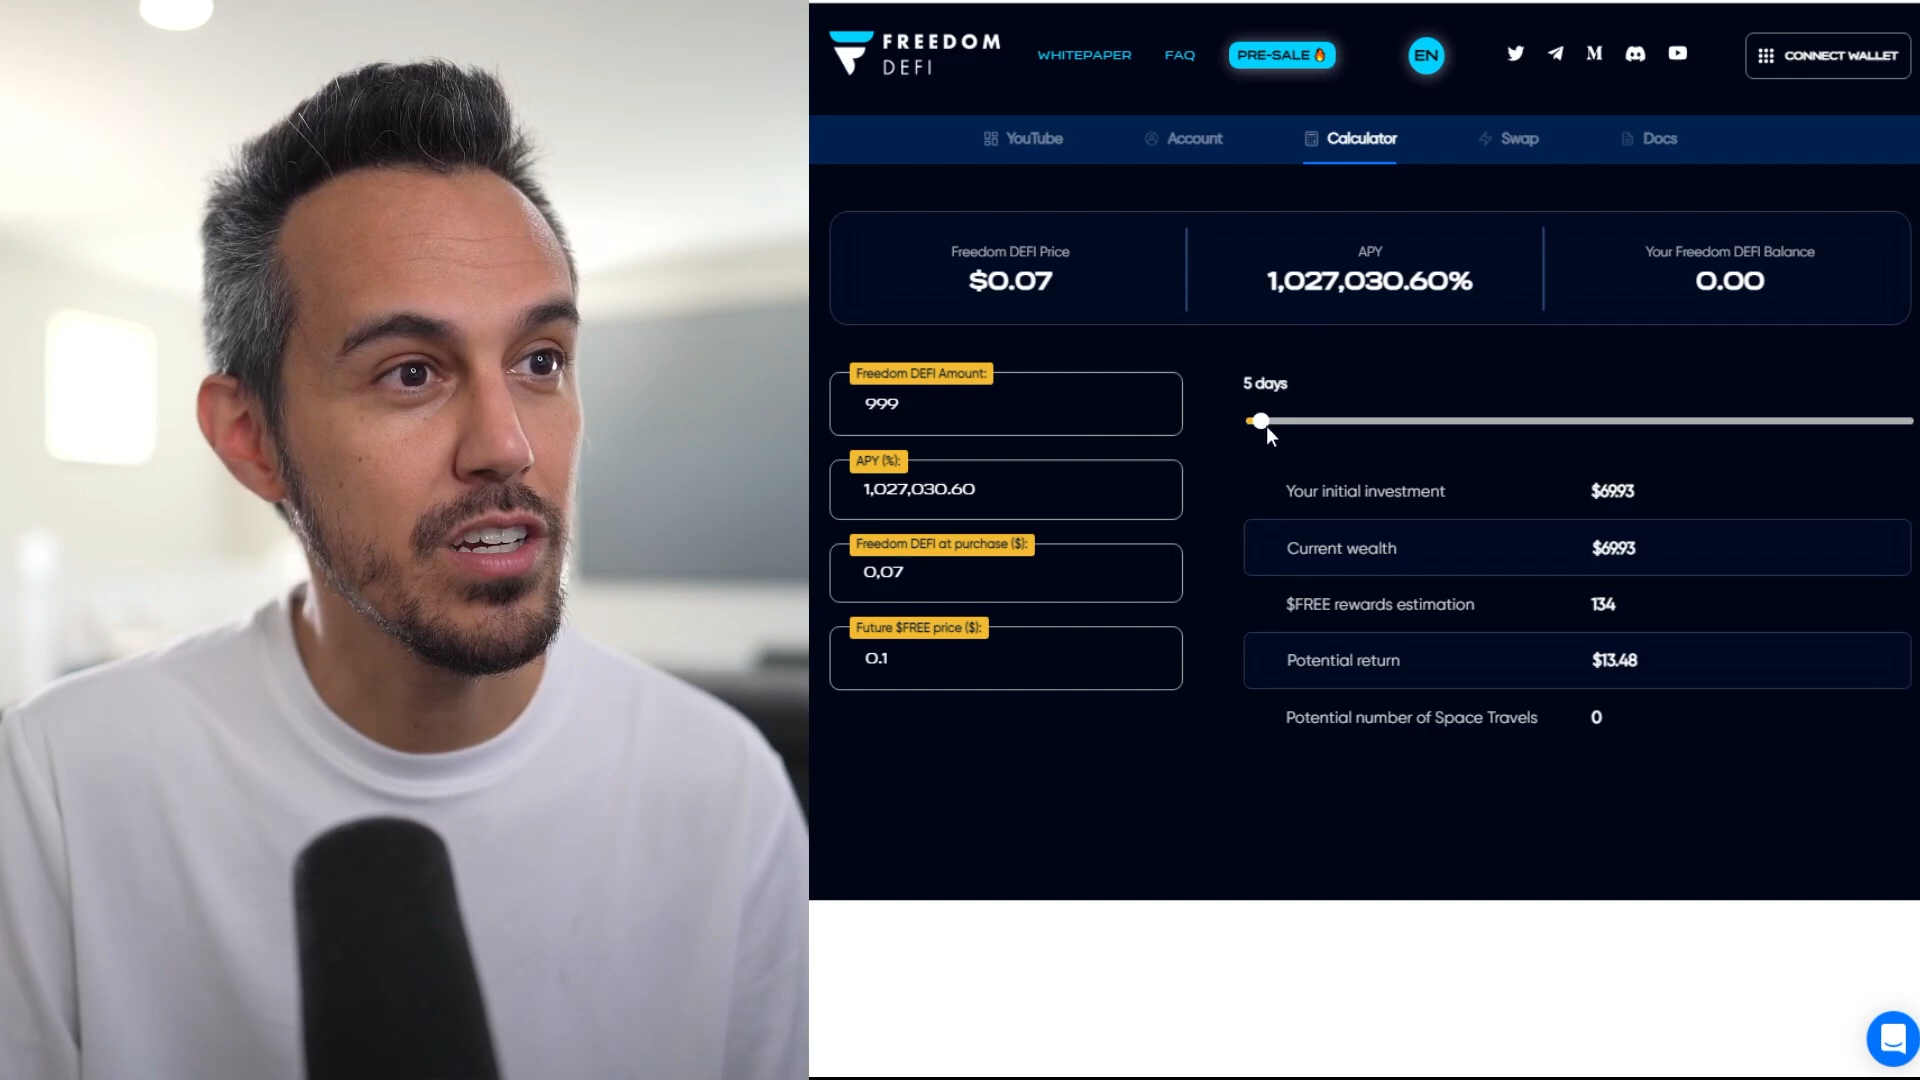 FREEDOM
DEFI
WHITEPAPER
FAQ
PRE-SALE🔥
EN
M
CONNECT WALLET
YouTube
Account
Calculator
Swap
Docs
Freedom DEFI Price
$0.07
APY
1,027,030.60%
Your Freedom DEFI Balance
0.00
Freedom DEFI Amount:
999
APY (%):
1,027,030.60
Freedom DEFI at purchase ($):
0,07
Future $FREE price ($):
0.1
5 days
Your initial investment $69.93
Current wealth $69.93
$FREE rewards estimation 134
Potential return $13.48
Potential number of Space Travels 0